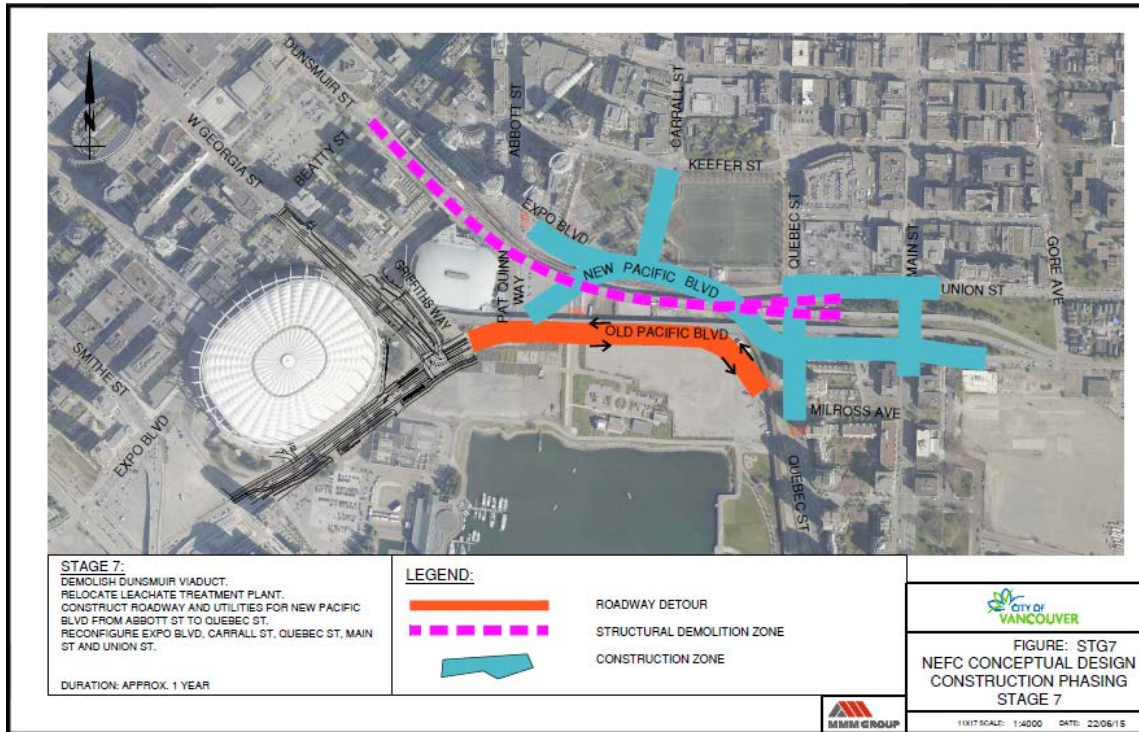 DUNSMUIR ST
W GEORGIA ST
BEATTY ST
ABBOTT ST
CARRALL ST
KEEFER ST
EXPO BLVD
QUEBEC ST
MAIN ST
GORE AVE
NEW PACIFIC BLVD
UNION ST
GRIFFITHS WAY
PAT QUINN
WAY
OLD PACIFIC BLVD
SMITHE ST
EXPO BLVD
MILROSS AVE
QUEBEC ST
STAGE 7:
DEMOLISH DUNSMUIR VIADUCT.
RELOCATE LEACHATE TREATMENT PLANT.
CONSTRUCT ROADWAY AND UTILITIES FOR NEW PACIFIC
BLVD FROM ABBOTT ST TO QUEBEC ST.
RECONFIGURE EXPO BLVD, CARRALL ST, QUEBEC ST, MAIN
ST AND UNION ST.
DURATION: APPROX. 1 YEAR
LEGEND:
ROADWAY DETOUR
STRUCTURAL DEMOLITION ZONE
CONSTRUCTION ZONE
CITY OF
VANCOUVER
FIGURE: STG7
NEFC CONCEPTUAL DESIGN
CONSTRUCTION PHASING
STAGE 7
MMM GROUP
11X17 SCALE: 1:4000 DATE: 22/06/15